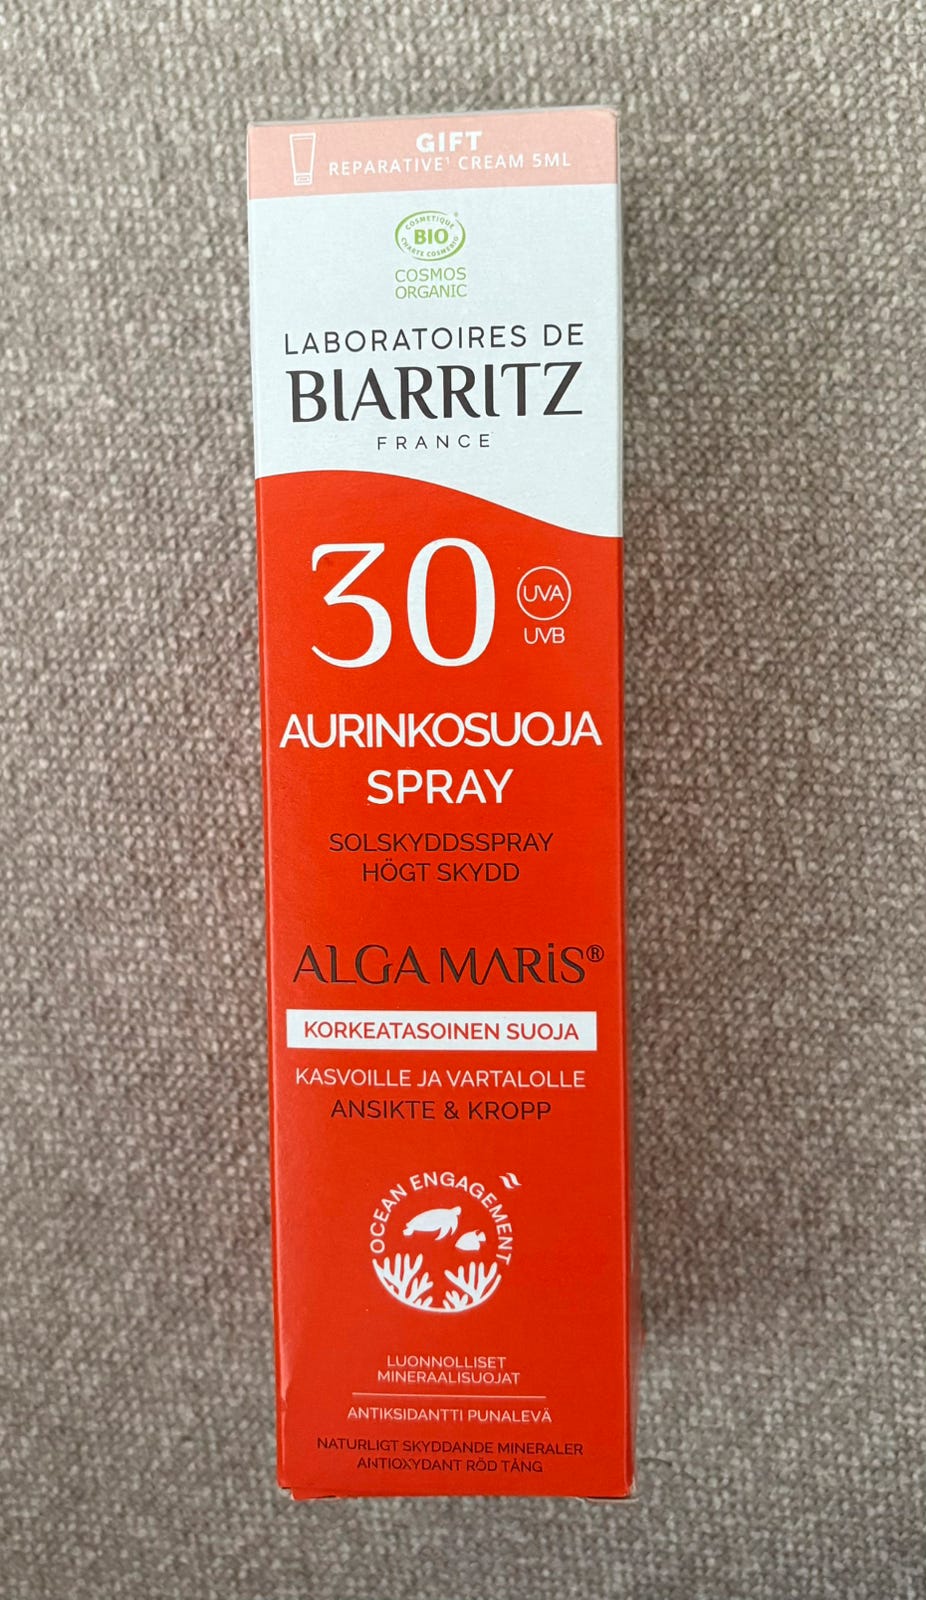 GIFT
REPARATIVE¹ CREAM 5ML
COSMETIQUE
BIO
CHARTE COSMEBIO
COSMOS
ORGANIC
LABORATOIRES DE
BIARRITZ
FRANCE
30
UVA
UVB
AURINKOSUOJA
SPRAY
SOLSKYDDSSPRAY
HÖGT SKYDD
ALGA MARIS®
KORKEATASOINEN SUOJA
KASVOILLE JA VARTALOLLE
ANSIKTE & KROPP
OCEAN ENGAGEMENT
LUONNOLLISET
MINERAALISUOJAT
ANTIKSIDANTTI PUNALEVÄ
NATURLIGT SKYDDANDE MINERALER
ANTIOXYDANT RÖD TÅNG